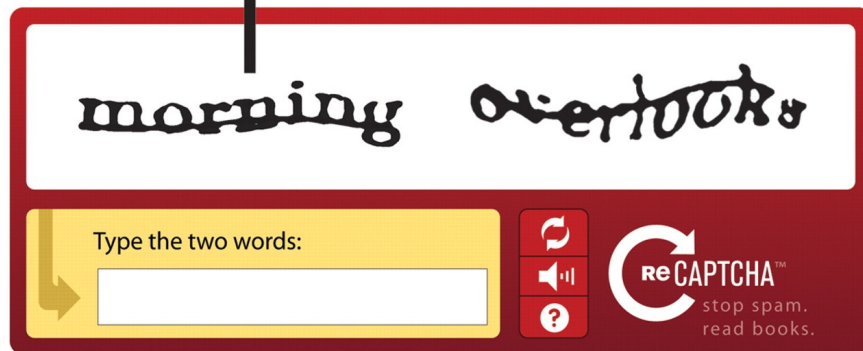 morning overlooks
Type the two words:
ReCAPTCHA™
stop spam.
read books.
?